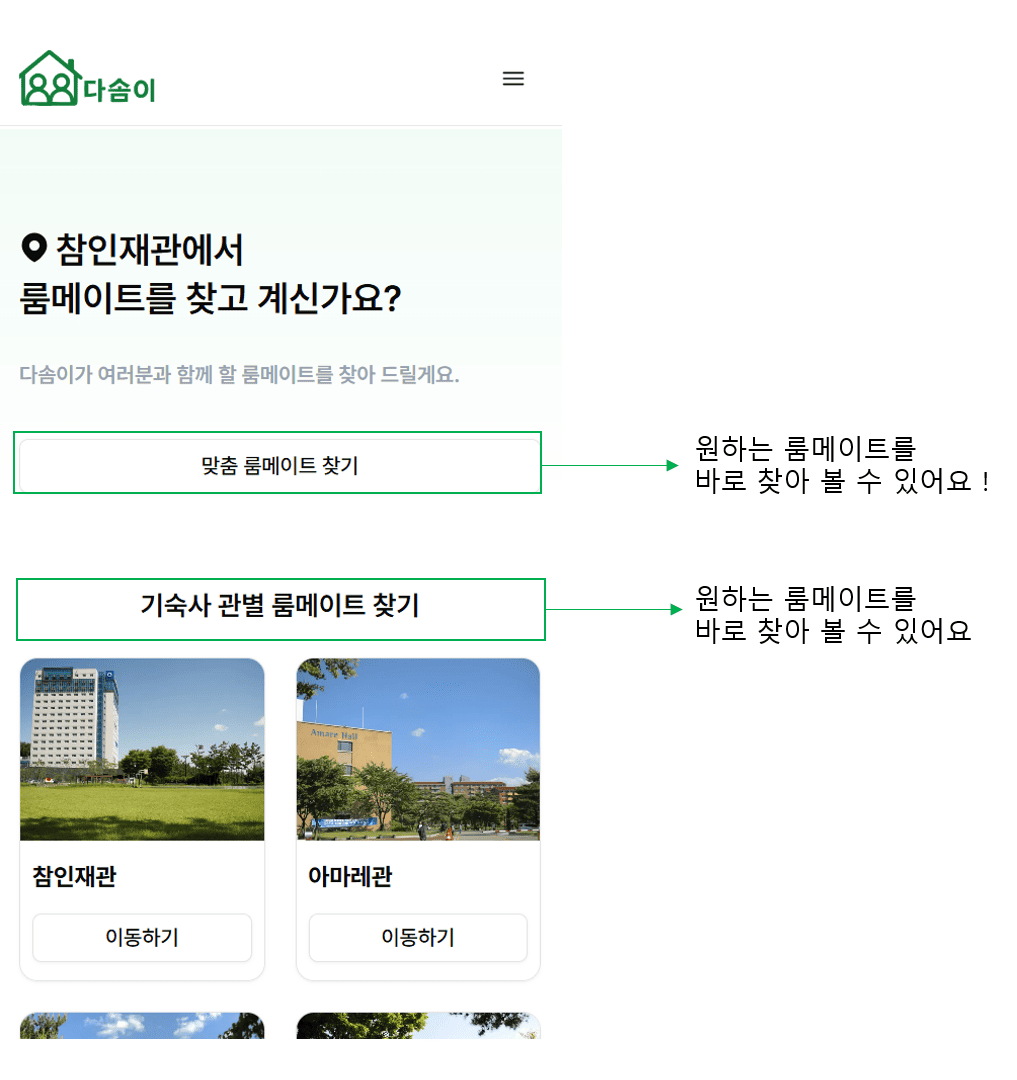 다솜이
참인재관에서
룸메이트를 찾고 계신가요?
다솜이가 여러분과 함께 할 룸메이트를 찾아 드릴게요.
맞춤 룸메이트 찾기
원하는 룸메이트를
바로 찾아 볼 수 있어요 !
기숙사 관별 룸메이트 찾기
원하는 룸메이트를
바로 찾아 볼 수 있어요
Amare Hall
참인재관
아마레관
이동하기
이동하기